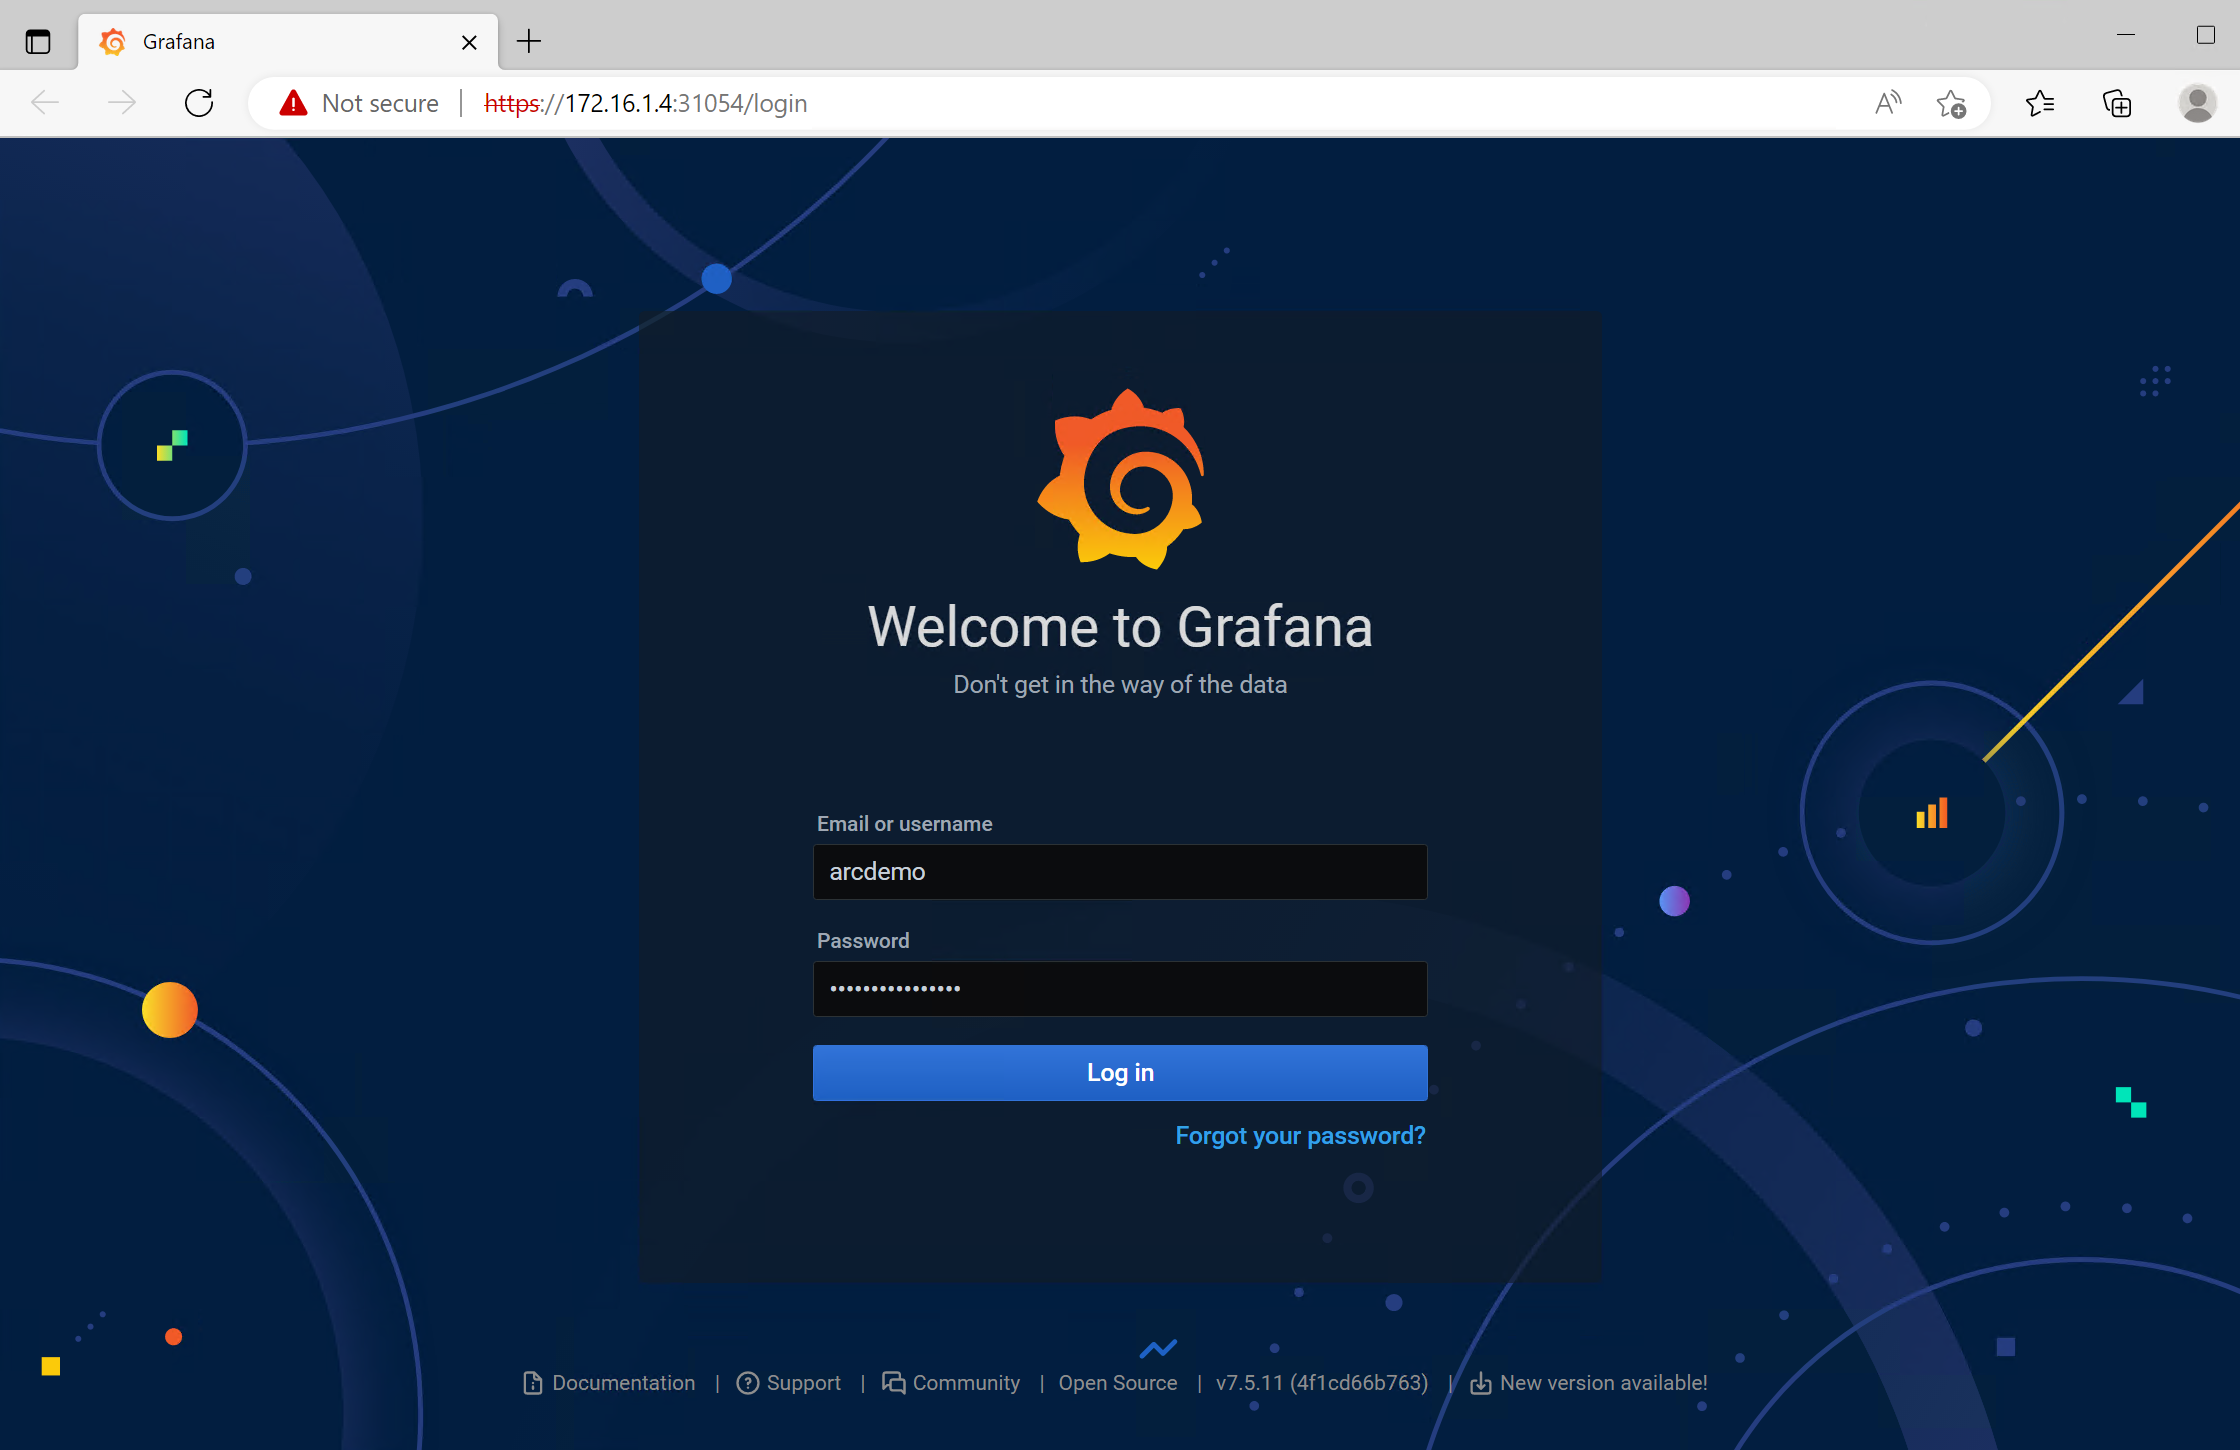 Grafana
Not secure | https://172.16.1.4:31054/login
Welcome to Grafana
Don't get in the way of the data
Email or username
arcdemo
Password
••••••••••••••••
Log in
Forgot your password?
Documentation | Support | Community | Open Source | v7.5.11 (4f1cd66b763) | New version available!